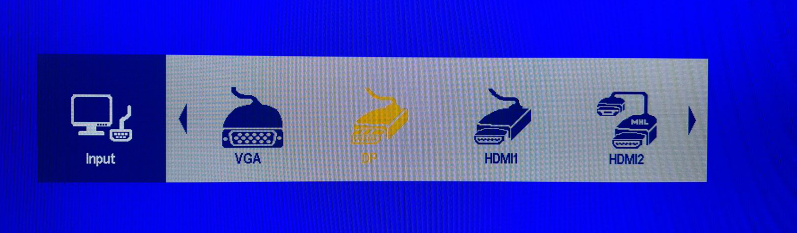 Input
VGA
DP
HDMI1
MHL
HDMI2